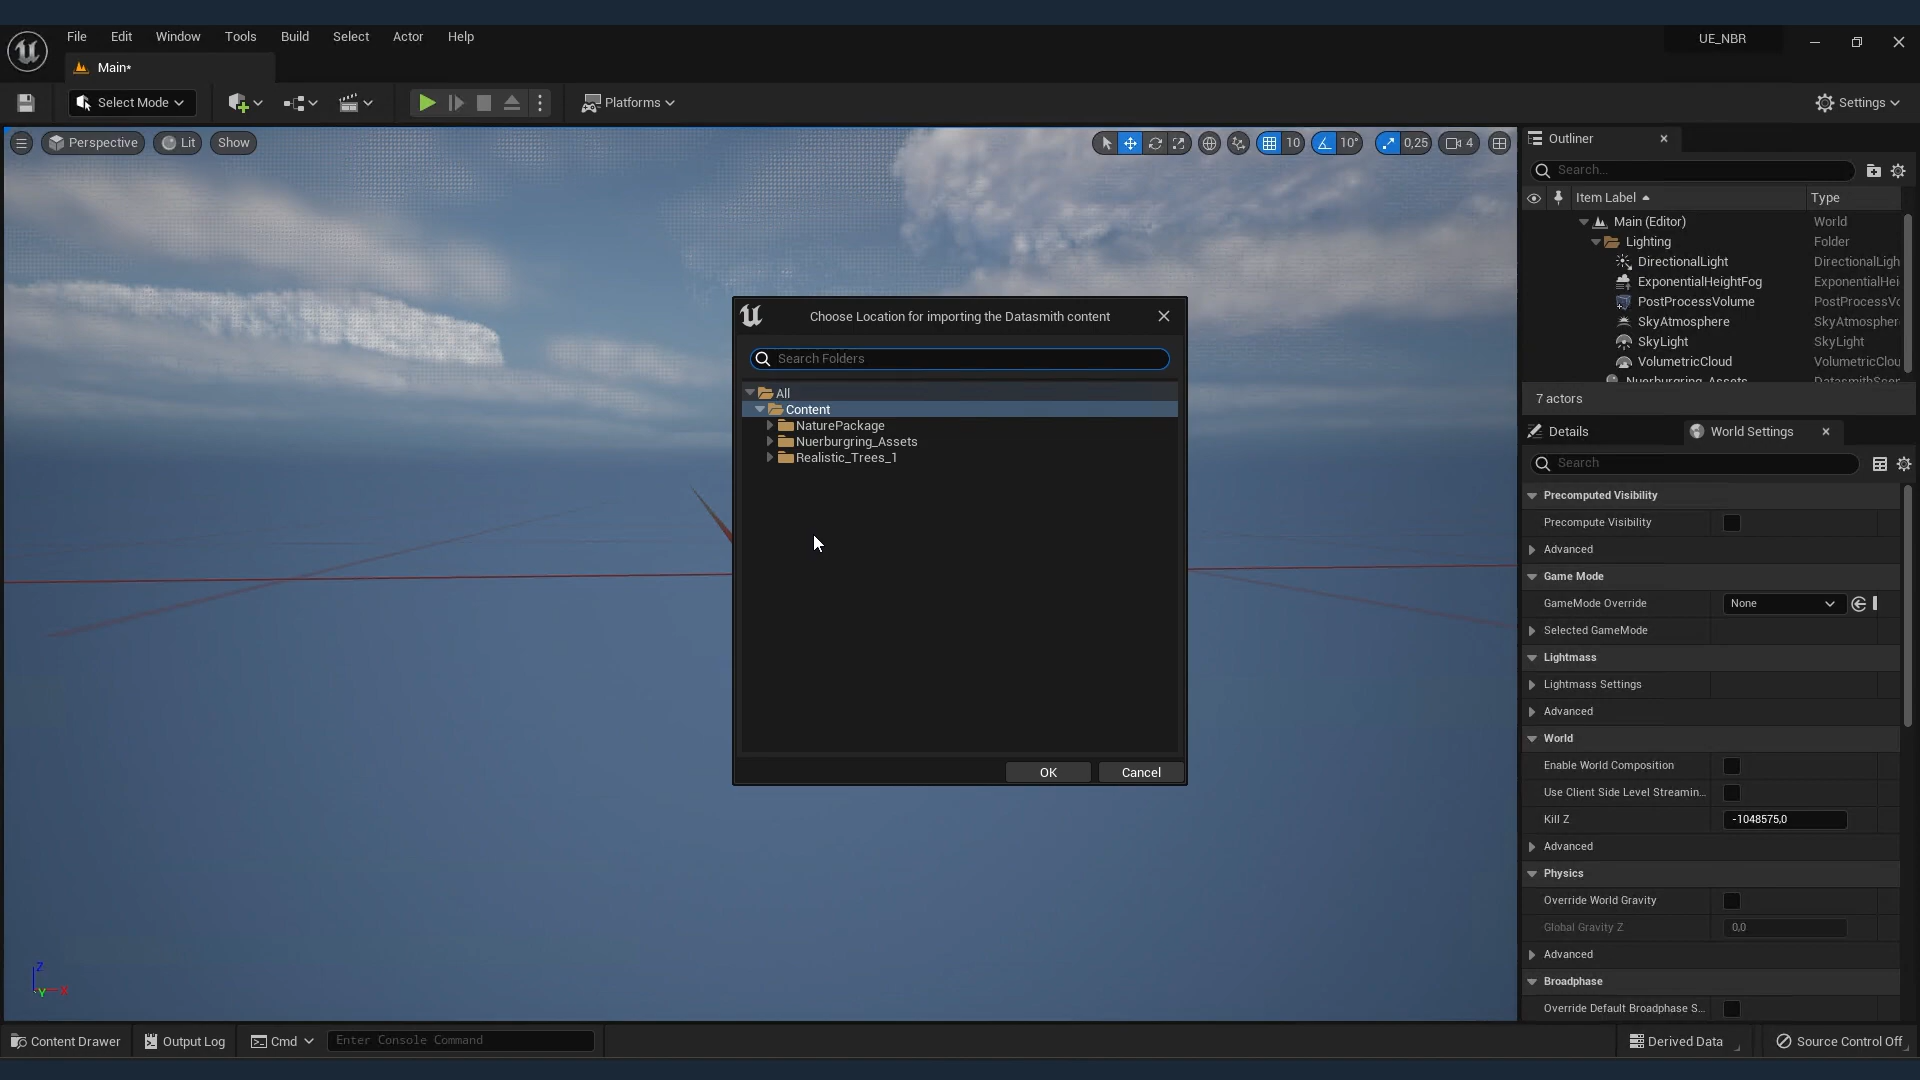 File Edit Window Tools Build Select Actor Help
UE_NBR
Main*
Select Mode
Platforms
Settings
Perspective Lit Show
10 10° 0,25 4
Outliner
Search...
Item Label Type
Main (Editor) World
Lighting Folder
DirectionalLight DirectionalLigh
ExponentialHeightFog ExponentialHei
PostProcessVolume PostProcessVo
SkyAtmosphere SkyAtmospher
SkyLight SkyLight
VolumetricCloud VolumetricClou
Nuerburgring_Assets DatasmithScen
7 actors
Details World Settings
Search
Precomputed Visibility
Precompute Visibility
Advanced
Game Mode
GameMode Override None
Selected GameMode
Lightmass
Lightmass Settings
Advanced
World
Enable World Composition
Use Client Side Level Streamin...
Kill Z -1048575,0
Advanced
Physics
Override World Gravity
Global Gravity Z 0,0
Advanced
Broadphase
Override Default Broadphase S...
Choose Location for importing the Datasmith content
Search Folders
All
Content
NaturePackage
Nuerburgring_Assets
Realistic_Trees_1
OK Cancel
Z
Y X
Content Drawer Output Log Cmd Enter Console Command Derived Data Source Control Off